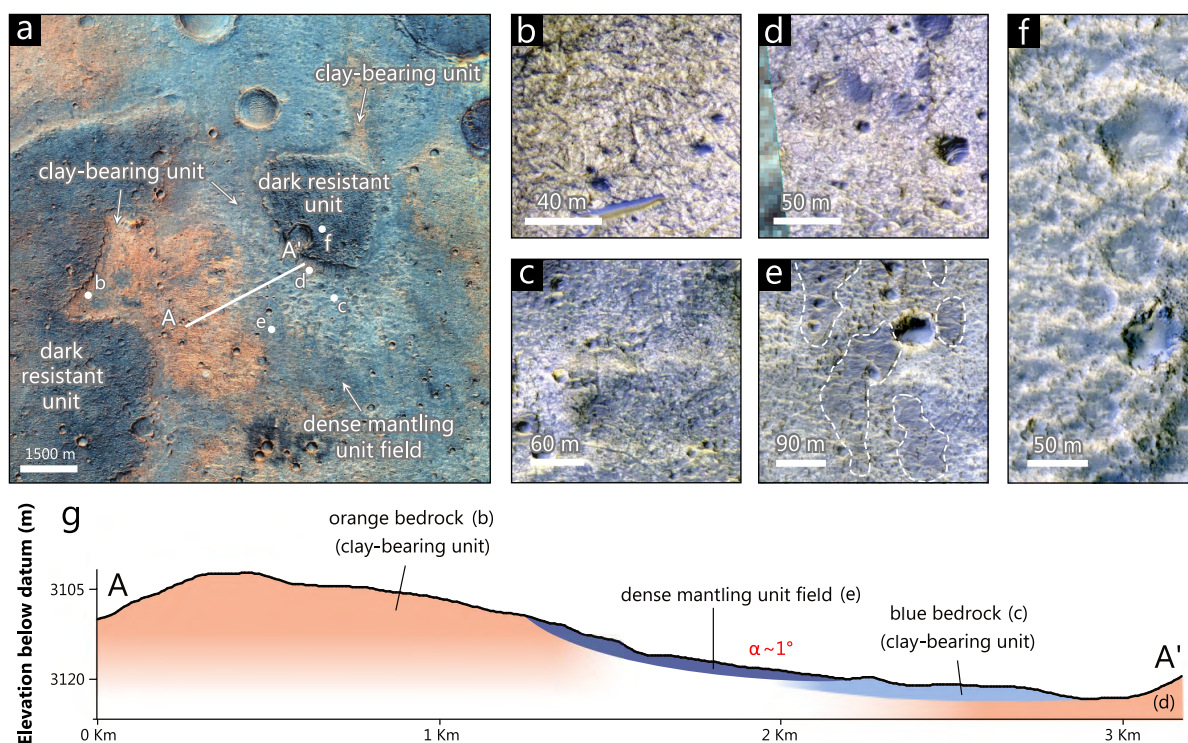 a
clay-bearing unit
clay-bearing unit
dark resistant
unit
f
A'
d
b
c
A
e
dark
resistant
unit
dense mantling
unit field
1500 m
b
40 m
c
60 m
d
50 m
e
90 m
f
50 m
g
Elevation below datum (m)
3105
3120
A
orange bedrock (b)
(clay-bearing unit)
dense mantling unit field (e)
α ~1°
blue bedrock (c)
(clay-bearing unit)
A'
(d)
0 Km
1 Km
2 Km
3 Km